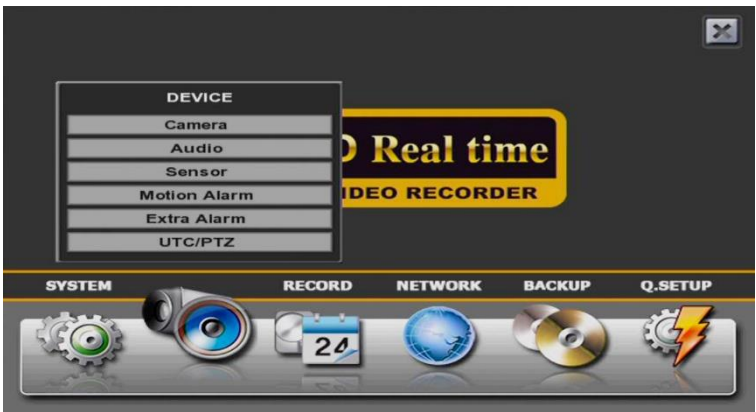 DEVICE
Camera
Audio
Sensor
Motion Alarm
Extra Alarm
UTC/PTZ
Real time
IDEO RECORDER
SYSTEM RECORD NETWORK BACKUP Q.SETUP
24